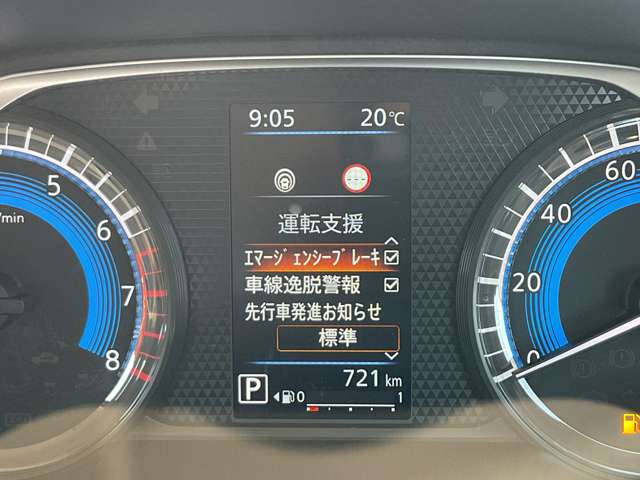 9:05 20℃
運転支援
ｴﾏｰｼﾞｪﾝｼｰﾌﾞﾚｰｷ
車線逸脱警報
先行車発進お知らせ
標準
P 721 km
0 1
/min
5
6
7
8
0
20
40
60